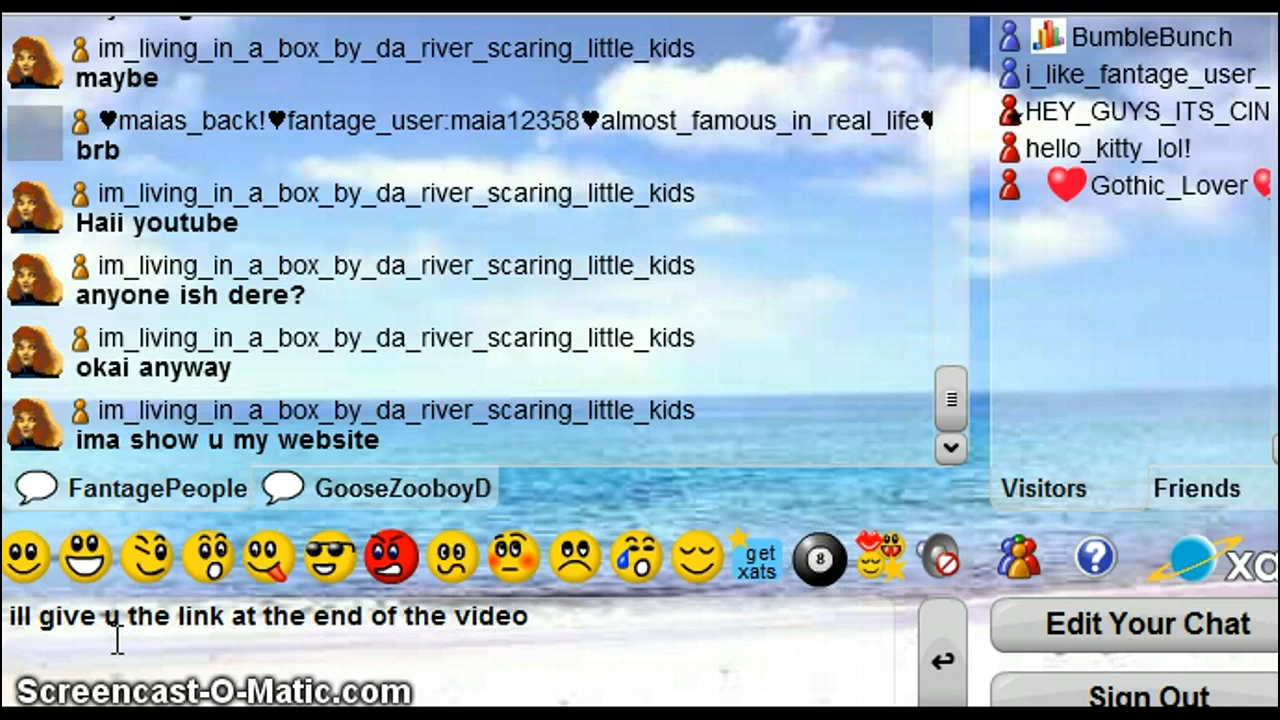 im_living_in_a_box_by_da_river_scaring_little_kids
maybe
♥maias_back!♥fantage_user:maia12358♥almost_famous_in_real_life♥
brb
im_living_in_a_box_by_da_river_scaring_little_kids
Haii youtube
im_living_in_a_box_by_da_river_scaring_little_kids
anyone ish dere?
im_living_in_a_box_by_da_river_scaring_little_kids
okai anyway
im_living_in_a_box_by_da_river_scaring_little_kids
ima show u my website
FantagePeople
GooseZooboyD
BumbleBunch
i_like_fantage_user_
HEY_GUYS_ITS_CIN
hello_kitty_lol!
Gothic_Lover
Visitors
Friends
get
xats
8
?
xa
ill give u the link at the end of the video
Edit Your Chat
Sign Out
Screencast-O-Matic.com